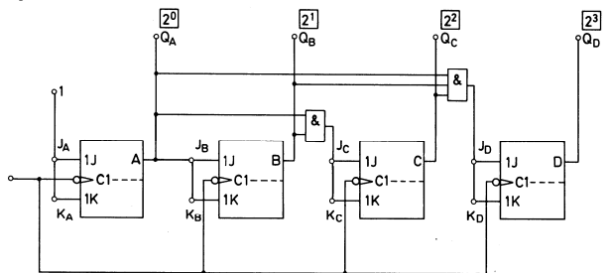 2⁰ 2¹ 2² 2³
Q_A Q_B Q_C Q_D
&
1 &
J_A J_B J_C J_D
1J A 1J B 1J C 1J D
C1 C1 C1 C1
1K 1K 1K 1K
K_A K_B K_C K_D